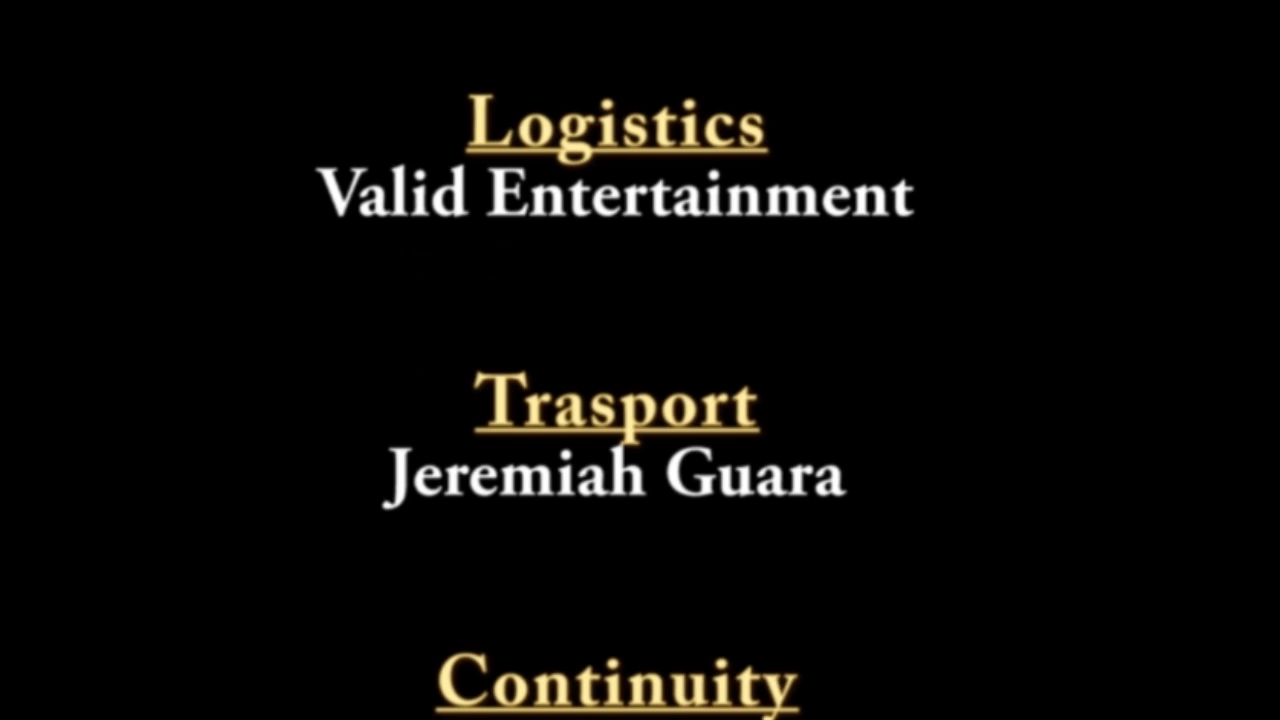 Logistics
Valid Entertainment
Trasport
Jeremiah Guara
Continuity